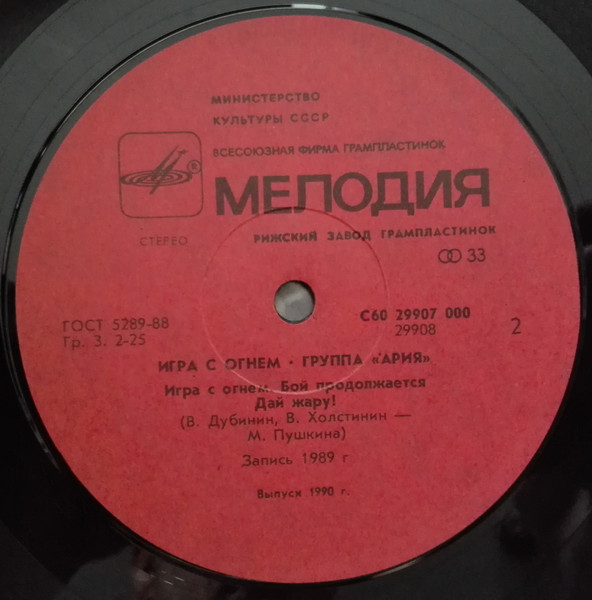 МИНИСТЕРСТВО
КУЛЬТУРЫ СССР
ВСЕСОЮЗНАЯ ФИРМА ГРАМПЛАСТИНОК
®
МЕЛОДИЯ
СТЕРЕО
РИЖСКИЙ ЗАВОД ГРАМПЛАСТИНОК
33
ГОСТ 5289-88
Гр. 3. 2-25
С60 29907 000
29908
2
ИГРА С ОГНЕМ • ГРУППА «АРИЯ»
Игра с огнем. Бой продолжается
Дай жару!
(В. Дубинин, В. Холстинин —
М. Пушкина)
Запись 1989 г
Выпуск 1990 г.